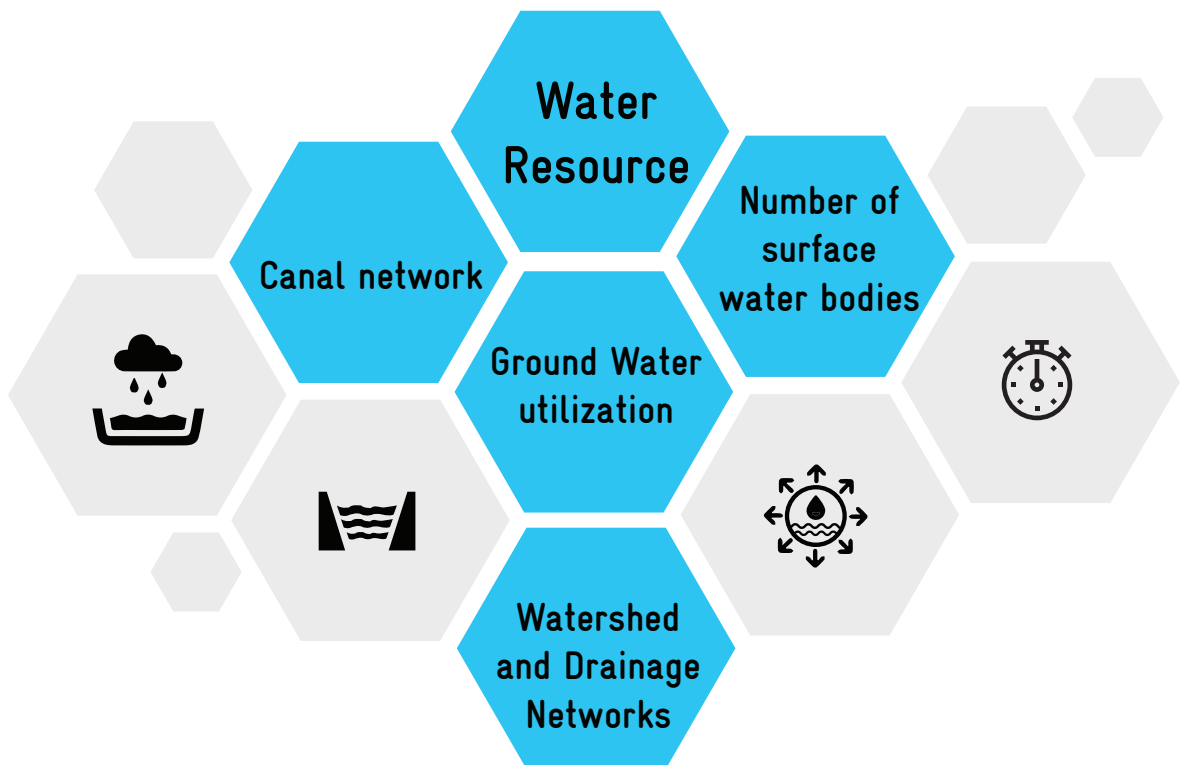 Water
Resource
Number of
surface
water bodies
Canal network
Ground Water
utilization
Watershed
and Drainage
Networks